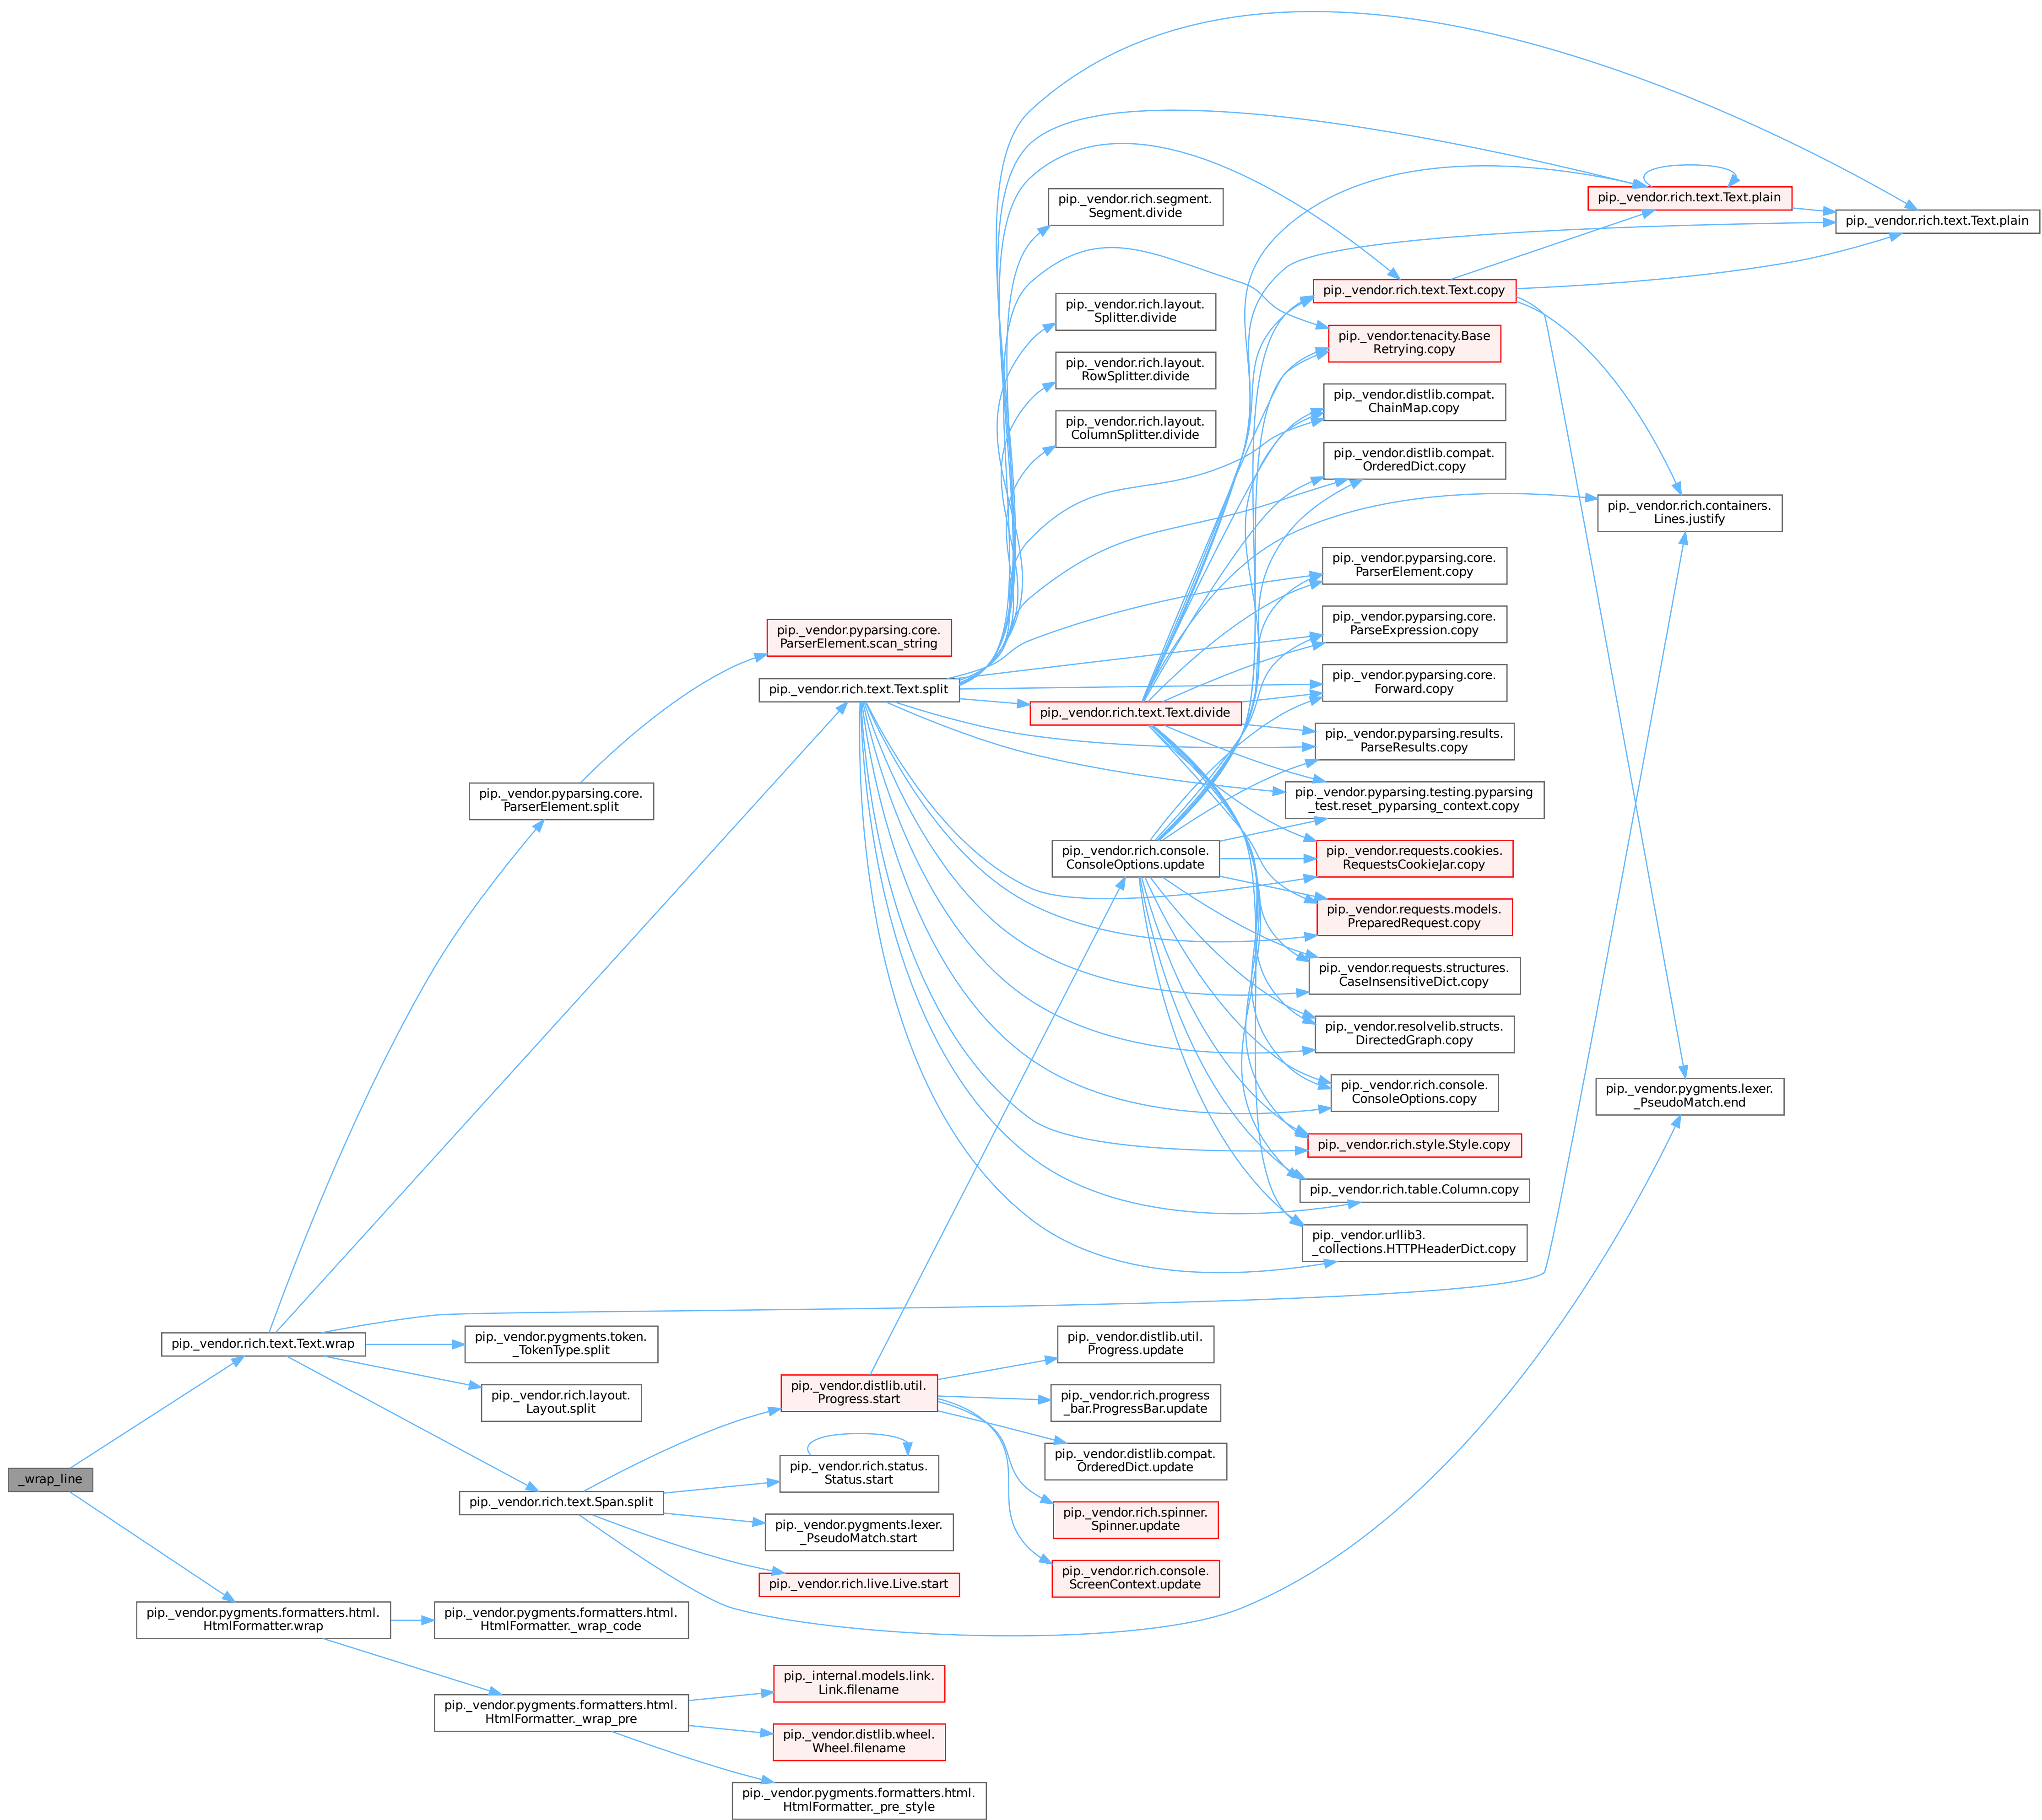 _wrap_line
pip._vendor.rich.text.Text.wrap
pip._vendor.pygments.formatters.html.
HtmlFormatter.wrap
pip._vendor.pyparsing.core.
ParserElement.split
pip._vendor.pygments.token.
_TokenType.split
pip._vendor.rich.layout.
Layout.split
pip._vendor.rich.text.Span.split
pip._vendor.pygments.formatters.html.
HtmlFormatter._wrap_code
pip._vendor.pygments.formatters.html.
HtmlFormatter._wrap_pre
pip._vendor.pyparsing.core.
ParserElement.scan_string
pip._vendor.rich.text.Text.split
pip._vendor.distlib.util.
Progress.start
pip._vendor.rich.status.
Status.start
pip._vendor.pygments.lexer.
_PseudoMatch.start
pip._vendor.rich.live.Live.start
pip._internal.models.link.
Link.filename
pip._vendor.distlib.wheel.
Wheel.filename
pip._vendor.pygments.formatters.html.
HtmlFormatter._pre_style
pip._vendor.rich.segment.
Segment.divide
pip._vendor.rich.layout.
Splitter.divide
pip._vendor.rich.layout.
RowSplitter.divide
pip._vendor.rich.layout.
ColumnSplitter.divide
pip._vendor.rich.text.Text.divide
pip._vendor.rich.console.
ConsoleOptions.update
pip._vendor.distlib.util.
Progress.update
pip._vendor.rich.progress
_bar.ProgressBar.update
pip._vendor.distlib.compat.
OrderedDict.update
pip._vendor.rich.spinner.
Spinner.update
pip._vendor.rich.console.
ScreenContext.update
pip._vendor.rich.text.Text.copy
pip._vendor.tenacity.Base
Retrying.copy
pip._vendor.distlib.compat.
ChainMap.copy
pip._vendor.distlib.compat.
OrderedDict.copy
pip._vendor.pyparsing.core.
ParserElement.copy
pip._vendor.pyparsing.core.
ParseExpression.copy
pip._vendor.pyparsing.core.
Forward.copy
pip._vendor.pyparsing.results.
ParseResults.copy
pip._vendor.pyparsing.testing.pyparsing
_test.reset_pyparsing_context.copy
pip._vendor.requests.cookies.
RequestsCookieJar.copy
pip._vendor.requests.models.
PreparedRequest.copy
pip._vendor.requests.structures.
CaseInsensitiveDict.copy
pip._vendor.resolvelib.structs.
DirectedGraph.copy
pip._vendor.rich.console.
ConsoleOptions.copy
pip._vendor.rich.style.Style.copy
pip._vendor.rich.table.Column.copy
pip._vendor.urllib3.
_collections.HTTPHeaderDict.copy
pip._vendor.rich.text.Text.plain
pip._vendor.rich.containers.
Lines.justify
pip._vendor.pygments.lexer.
_PseudoMatch.end
pip._vendor.rich.text.Text.plain